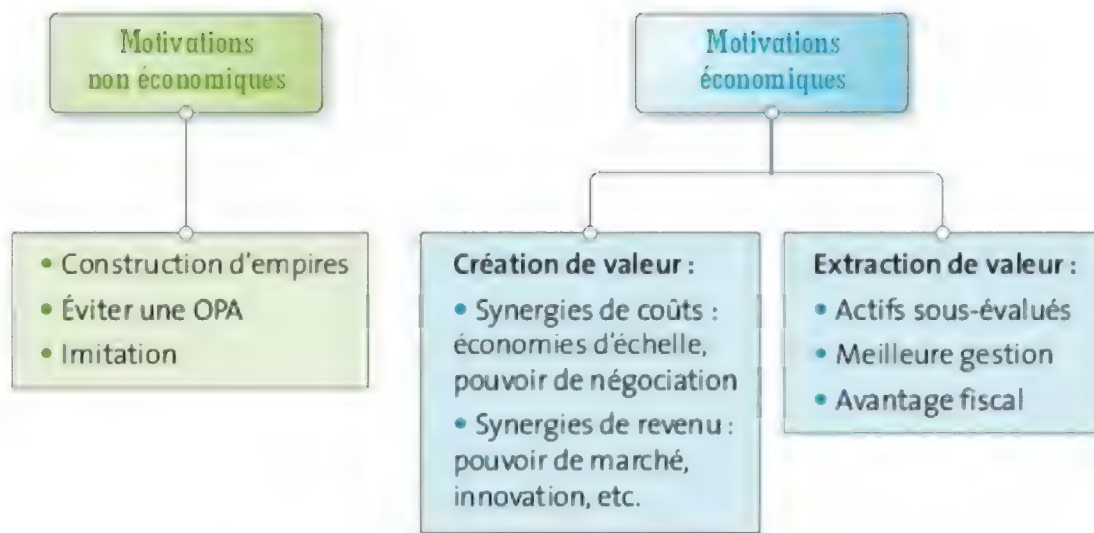 Motivations
non économiques
Motivations
économiques
• Construction d'empires
• Éviter une OPA
• Imitation
Création de valeur :
• Synergies de coûts :
économies d'échelle,
pouvoir de négociation
• Synergies de revenu :
pouvoir de marché,
innovation, etc.
Extraction de valeur :
• Actifs sous-évalués
• Meilleure gestion
• Avantage fiscal